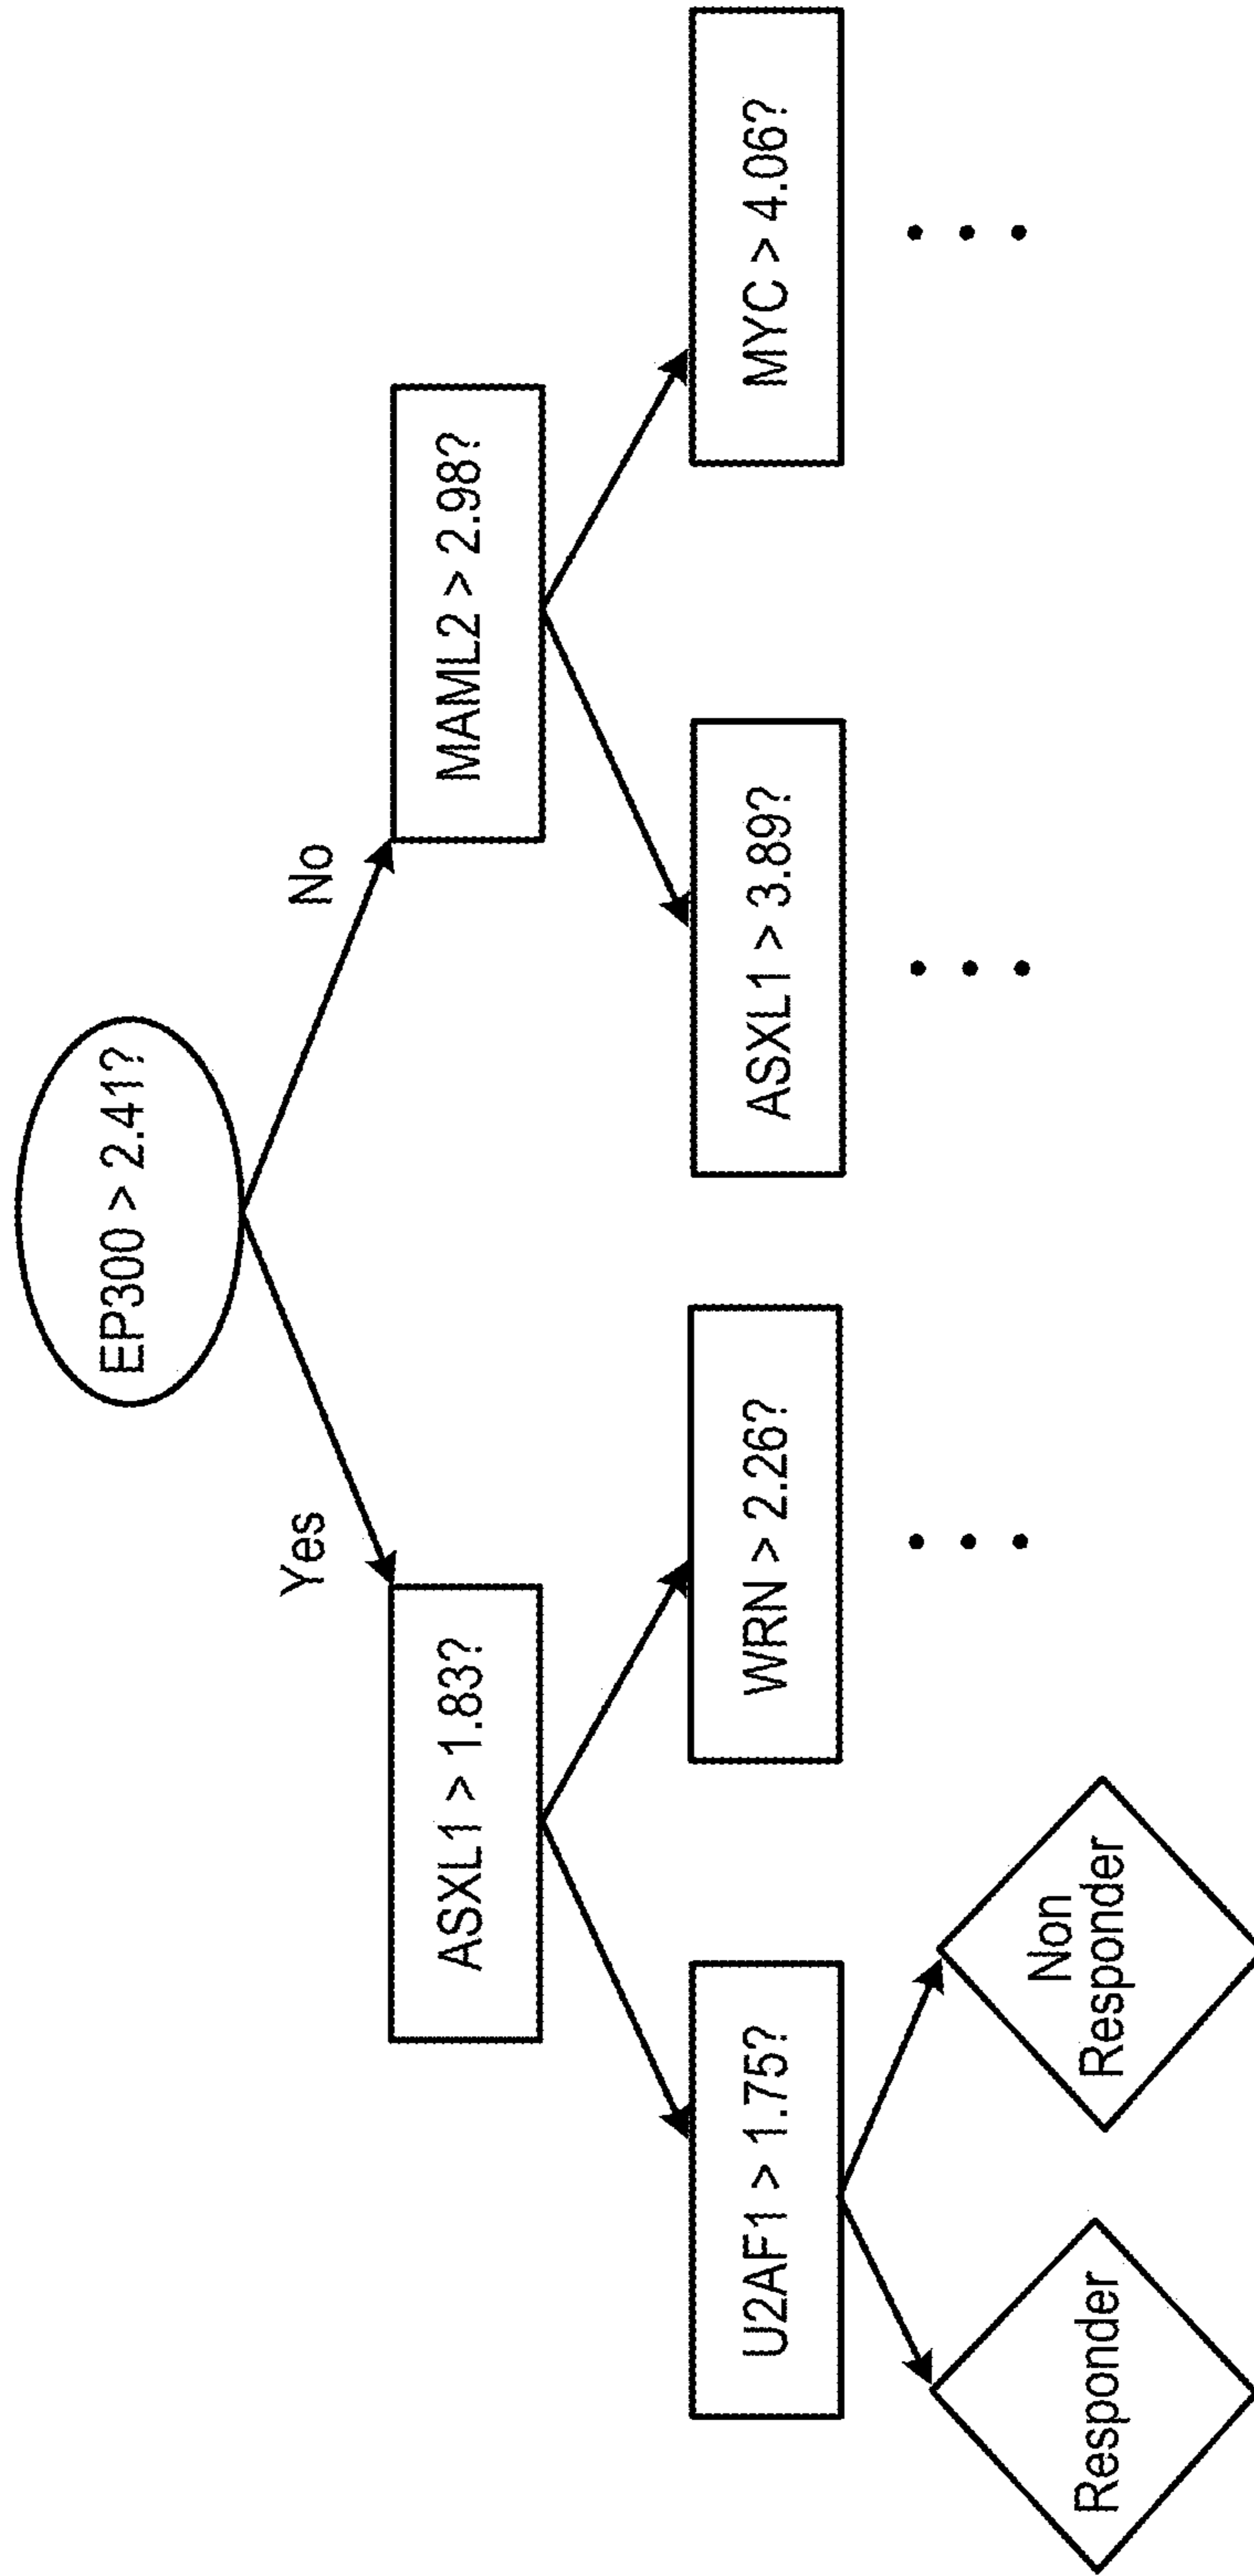 EP300 > 2.41?
Yes
No
ASXL1 > 1.83?
MAML2 > 2.98?
U2AF1 > 1.75?
WRN > 2.26?
ASXL1 > 3.89?
MYC > 4.06?
Responder
Non
Responder